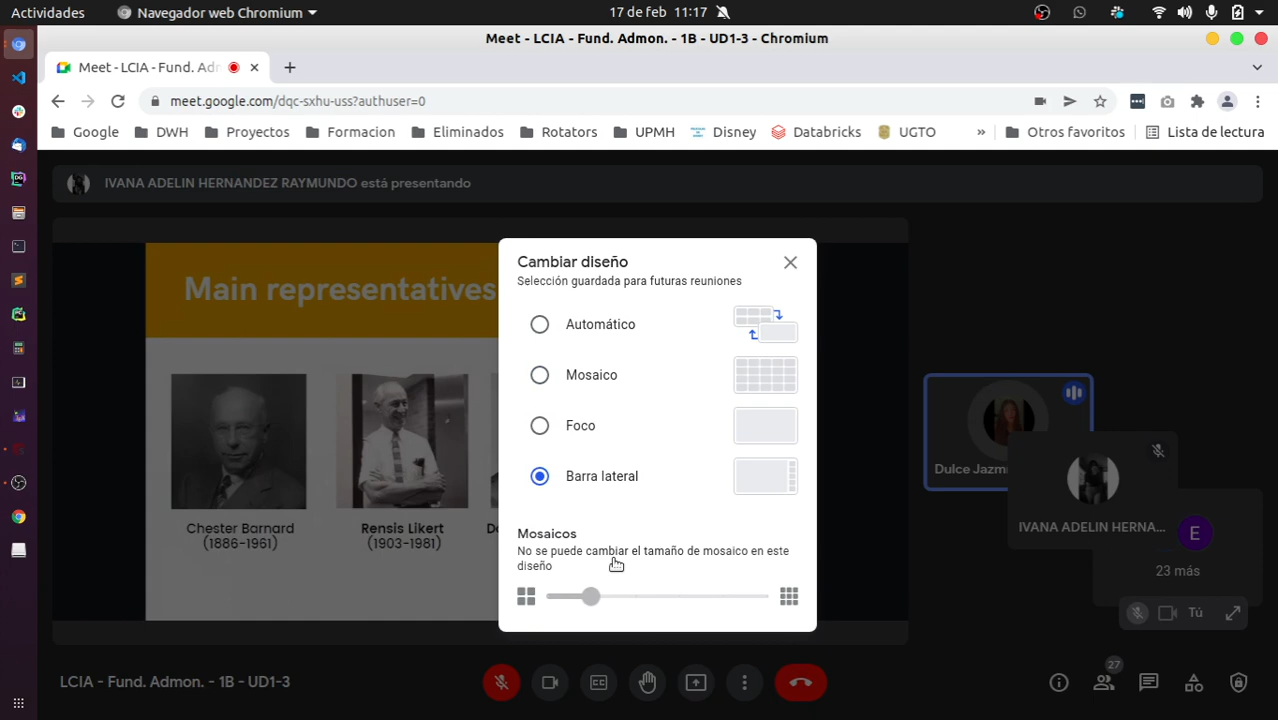 Actividades
Navegador web Chromium
17 de feb 11:17
Meet - LCIA - Fund. Admon. - 1B - UD1-3 - Chromium
Meet - LCIA - Fund. Adm
meet.google.com/dqc-sxhu-uss?authuser=0
Google
DWH
Proyectos
Formacion
Eliminados
Rotators
UPMH
Disney
Databricks
UGTO
»
Otros favoritos
Lista de lectura
IVANA ADELIN HERNANDEZ RAYMUNDO está presentando
Main representatives
Chester Barnard
(1886-1961)
Rensis Likert
(1903-1981)
Cambiar diseño
Selección guardada para futuras reuniones
Automático
Mosaico
Foco
Barra lateral
Mosaicos
No se puede cambiar el tamaño de mosaico en este
diseño
Dulce Jazm
IVANA ADELIN HERNA...
E
23 más
Tú
LCIA - Fund. Admon. - 1B - UD1-3
27